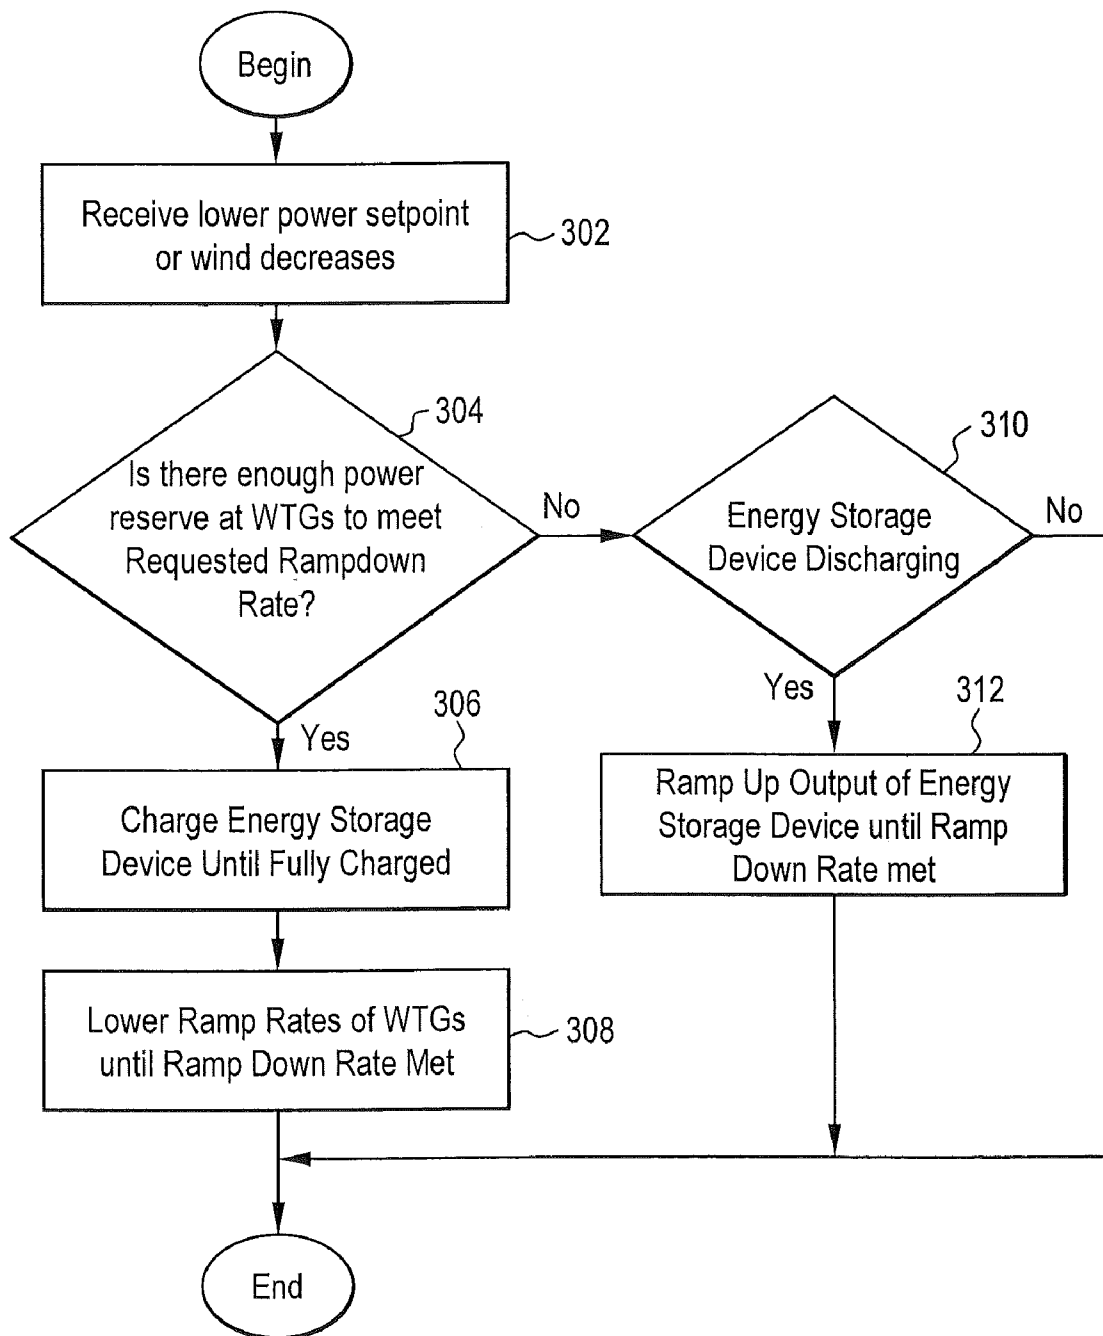 Begin
Receive lower power setpoint
or wind decreases
302
304
Is there enough power
reserve at WTGs to meet
Requested Rampdown
Rate?
No
310
Energy Storage
Device Discharging
No
Yes
306
Charge Energy Storage
Device Until Fully Charged
Yes
312
Ramp Up Output of Energy
Storage Device until Ramp
Down Rate met
Lower Ramp Rates of WTGs
until Ramp Down Rate Met
308
End